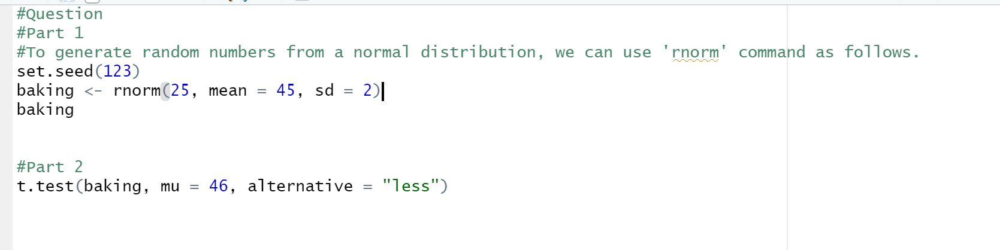 #Question
#Part 1
#To generate random numbers from a normal distribution, we can use 'rnorm' command as follows.
set.seed(123)
baking <- rnorm(25, mean = 45, sd = 2)
baking
#Part 2
t.test(baking, mu = 46, alternative = "less")